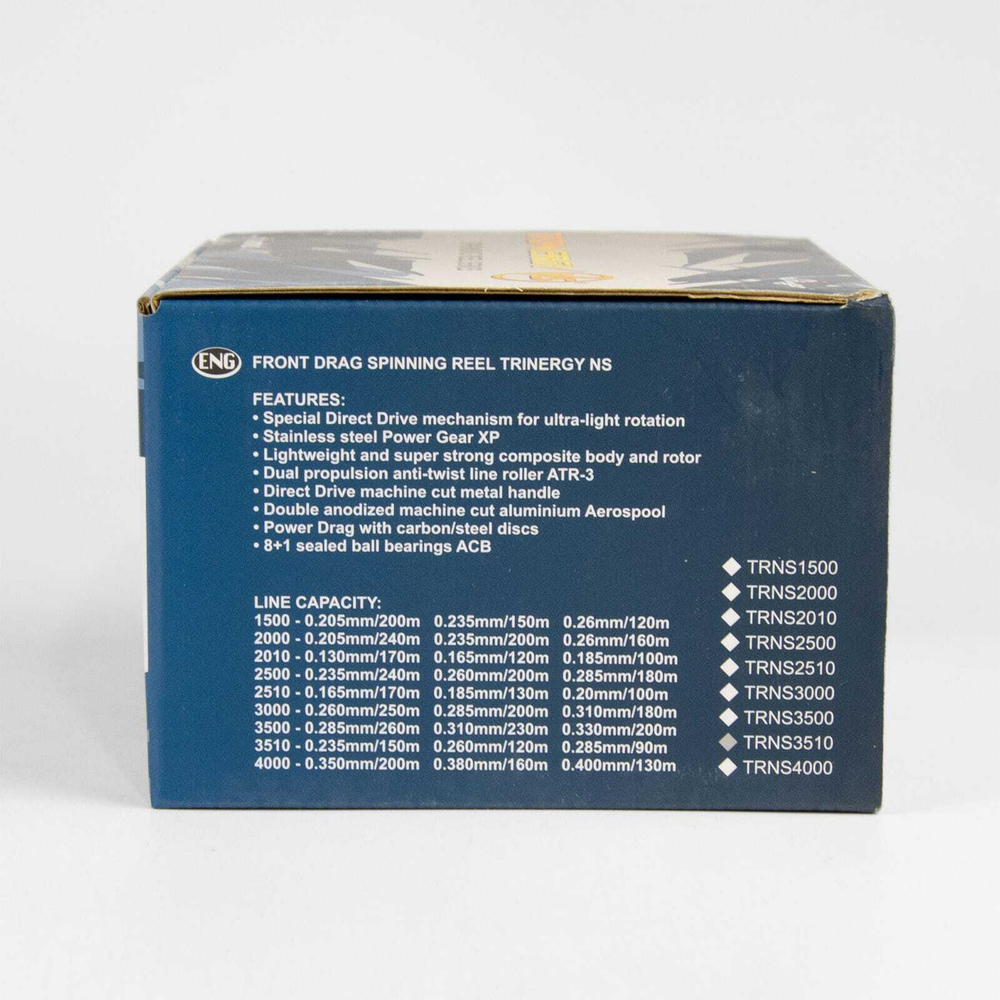 ENG FRONT DRAG SPINNING REEL TRINERGY NS
FEATURES:
• Special Direct Drive mechanism for ultra-light rotation
• Stainless steel Power Gear XP
• Lightweight and super strong composite body and rotor
• Dual propulsion anti-twist line roller ATR-3
• Direct Drive machine cut metal handle
• Double anodized machine cut aluminium Aerospool
• Power Drag with carbon/steel discs
• 8+1 sealed ball bearings ACB
LINE CAPACITY:
1500 - 0.205mm/200m 0.235mm/150m 0.26mm/120m
2000 - 0.205mm/240m 0.235mm/200m 0.26mm/160m
2010 - 0.130mm/170m 0.165mm/120m 0.185mm/100m
2500 - 0.235mm/240m 0.260mm/200m 0.285mm/180m
2510 - 0.165mm/170m 0.185mm/130m 0.20mm/100m
3000 - 0.260mm/250m 0.285mm/200m 0.310mm/180m
3500 - 0.285mm/260m 0.310mm/230m 0.330mm/200m
3510 - 0.235mm/150m 0.260mm/120m 0.285mm/90m
4000 - 0.350mm/200m 0.380mm/160m 0.400mm/130m
TRNS1500
TRNS2000
TRNS2010
TRNS2500
TRNS2510
TRNS3000
TRNS3500
TRNS3510
TRNS4000